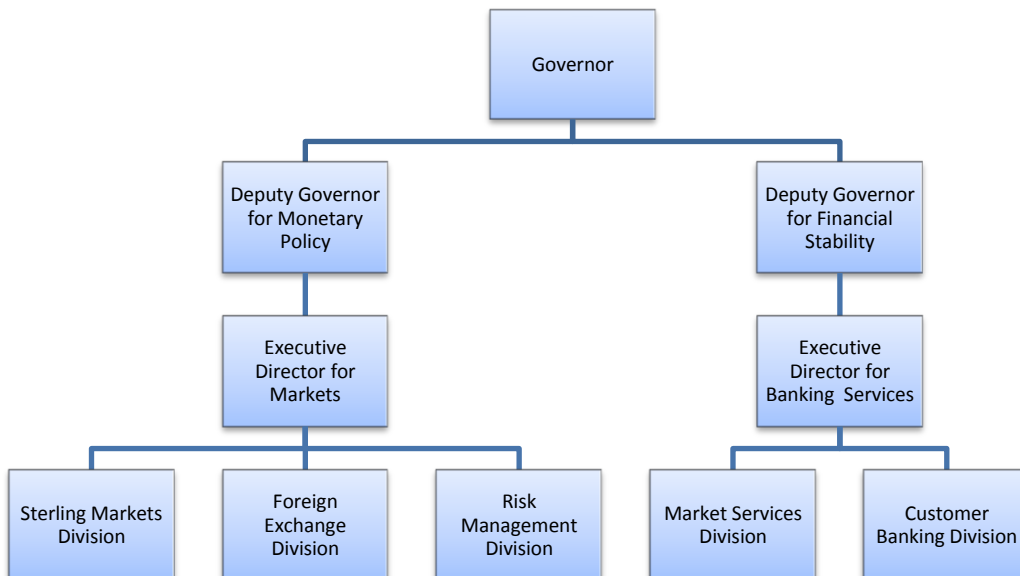 Governor
Deputy Governor
for Monetary
Policy
Deputy Governor
for Financial
Stability
Executive
Director for
Markets
Executive
Director for
Banking  Services
Sterling Markets
Division
Foreign
Exchange
Division
Risk
Management
Division
Market Services
Division
Customer
Banking Division